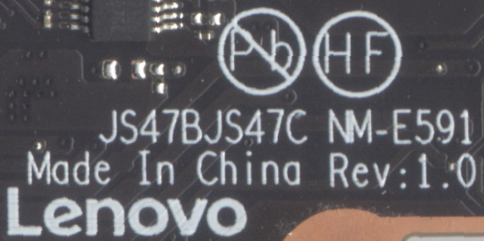 Pb HF
JS47BJS47C NM-E591
Made In China Rev:1.0
Lenovo